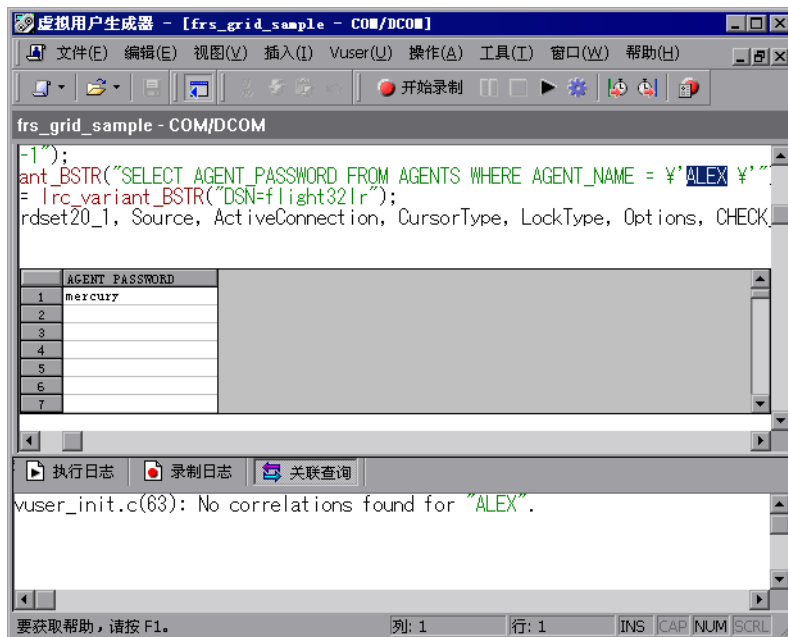 虚拟用户生成器 - [frs_grid_sample - COM/DCOM]
文件(F) 编辑(E) 视图(V) 插入(I) Vuser(U) 操作(A) 工具(T) 窗口(W) 帮助(H)
开始录制
frs_grid_sample - COM/DCOM
-1");
ant_BSTR("SELECT AGENT_PASSWORD FROM AGENTS WHERE AGENT_NAME = ¥'ALEX ¥'"
= lrc_variant_BSTR("DSN=flight32lr");
rdset20_1, Source, ActiveConnection, CursorType, LockType, Options, CHECK_
AGENT PASSWORD
1 mercury
2
3
4
5
6
7
执行日志 录制日志 关联查询
vuser_init.c(63): No correlations found for "ALEX".
要获取帮助，请按 F1。 列: 1 行: 1 INS CAP NUM SCRL